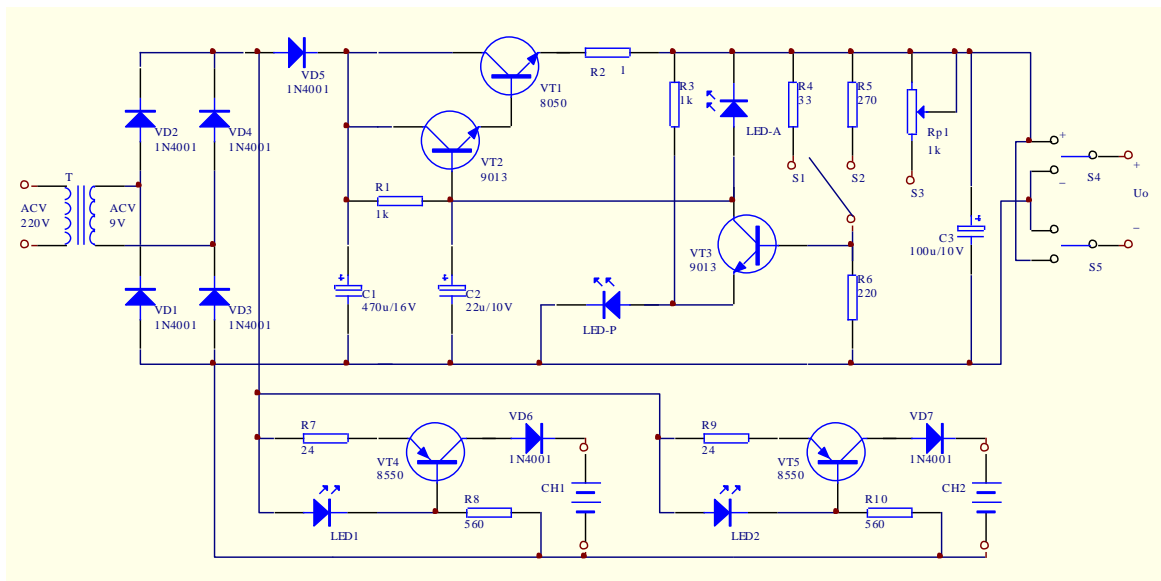 VD5
1N4001
VT1
8050
R2 1
R3
1k
LED-A
R4
33
R5
270
Rp1
1k
VD2
1N4001
VD4
1N4001
VT2
9013
S1
S2
S3
+
−
S4
+
Uo
−
S5
T
ACV
220V
ACV
9V
R1
1k
VT3
9013
C3
100u/10V
VD1
1N4001
VD3
1N4001
C1
470u/16V
C2
22u/10V
LED-P
R6
220
R7
24
VT4
8550
VD6
1N4001
CH1
R8
560
LED1
R9
24
VT5
8550
VD7
1N4001
CH2
R10
560
LED2